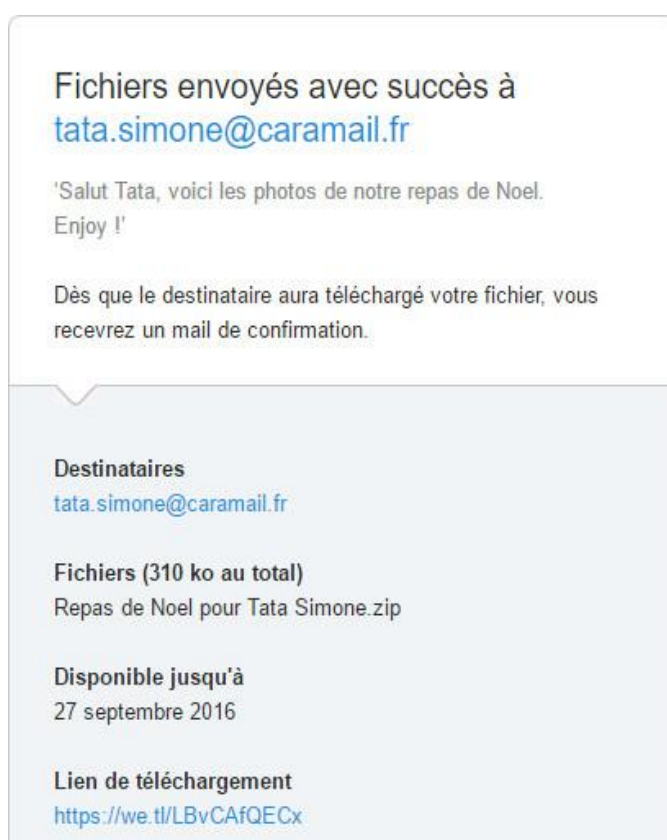 Fichiers envoyés avec succès à
tata.simone@caramail.fr
'Salut Tata, voici les photos de notre repas de Noel.
Enjoy !'
Dès que le destinataire aura téléchargé votre fichier, vous
recevrez un mail de confirmation.
Destinataires
tata.simone@caramail.fr
Fichiers (310 ko au total)
Repas de Noel pour Tata Simone.zip
Disponible jusqu'à
27 septembre 2016
Lien de téléchargement
https://we.tl/LBvCAfQECx